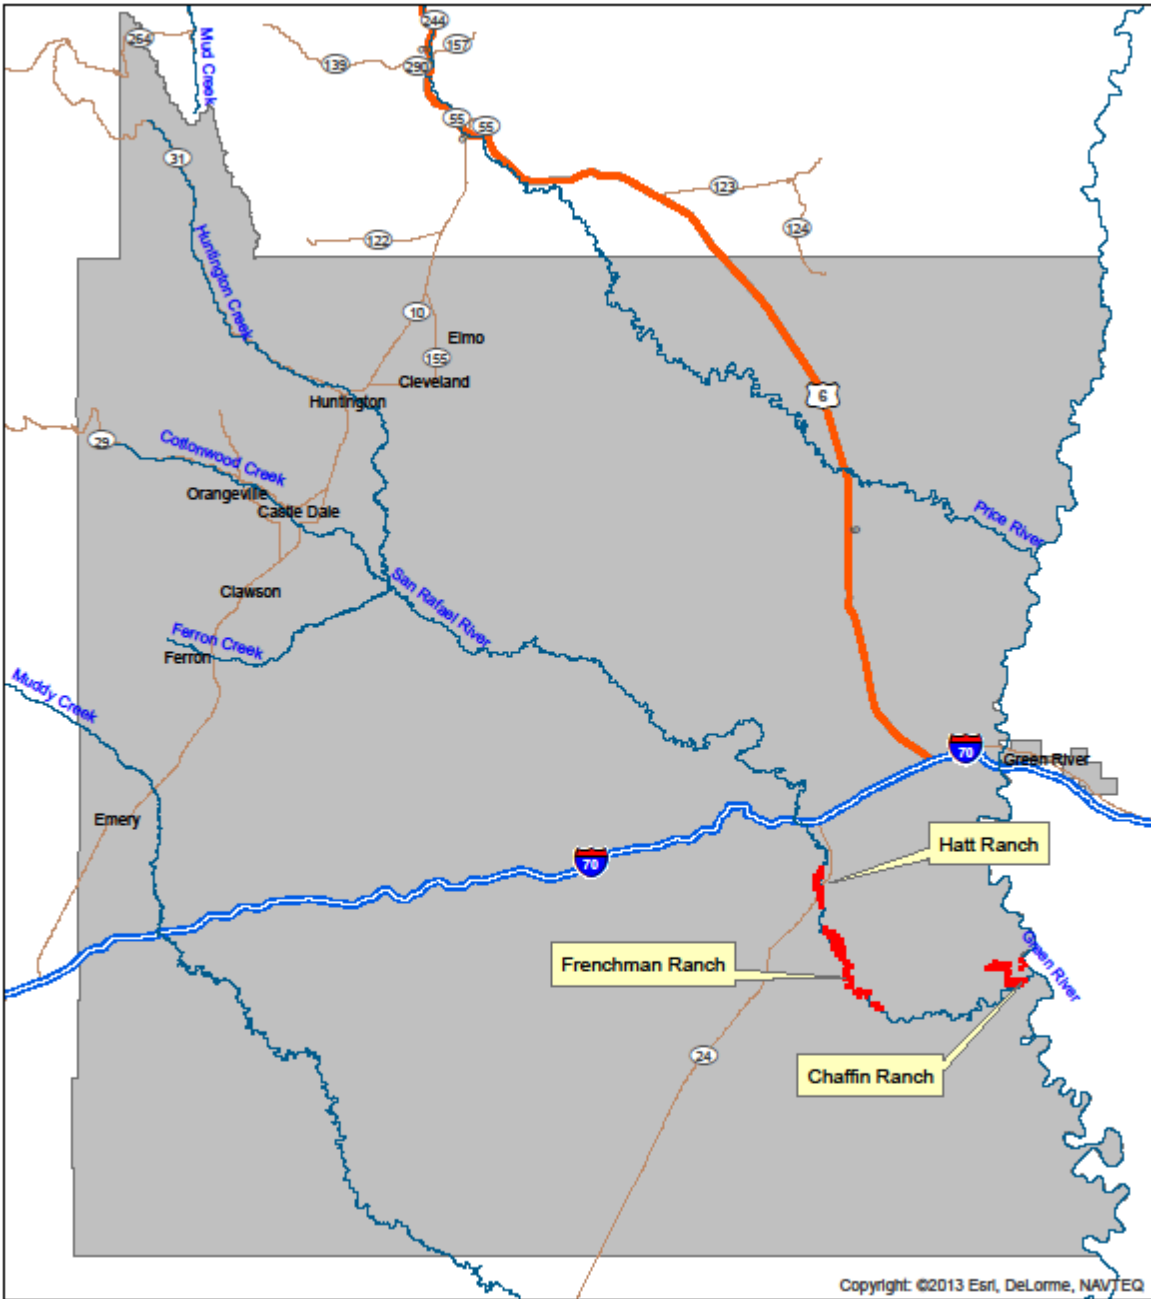 244
264
157
Mud Creek
139
290
55
55
31
123
122
124
Huntington Creek
10
Elmo
155
Cleveland
6
Huntington
29
Cottonwood Creek
Orangeville
Castle Dale
Price River
6
San Rafael River
Clawson
Ferron Creek
Ferron
Muddy Creek
70
Green River
Emery
Hatt Ranch
70
Frenchman Ranch
Green River
24
Chaffin Ranch
Copyright: ©2013 Esri, DeLorme, NAVTEQ